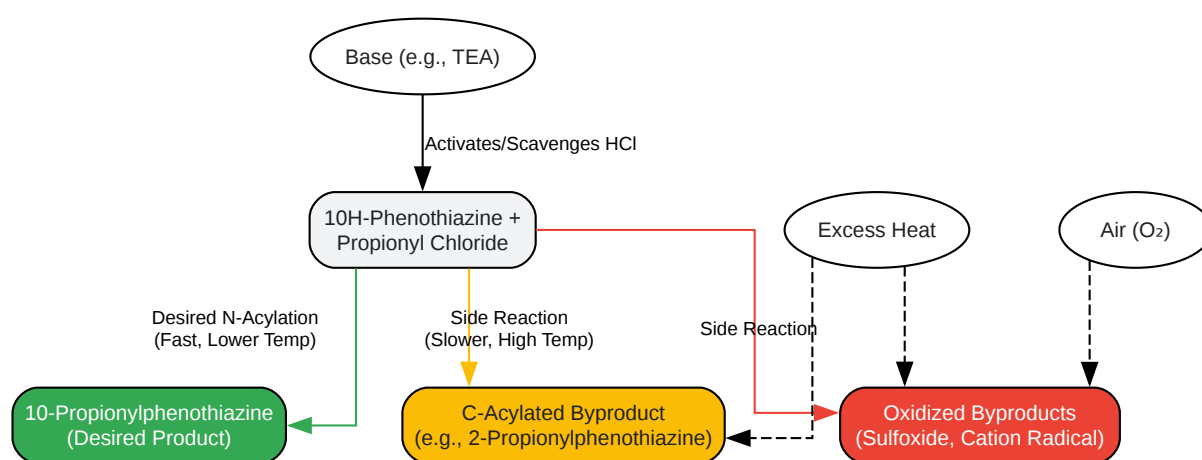 Base (e.g., TEA)
Activates/Scavenges HCl
10H-Phenothiazine +
Propionyl Chloride
Excess Heat
Air (O₂)
Desired N-Acylation
(Fast, Lower Temp)
Side Reaction
(Slower, High Temp)
Side Reaction
10-Propionylphenothiazine
(Desired Product)
C-Acylated Byproduct
(e.g., 2-Propionylphenothiazine)
Oxidized Byproducts
(Sulfoxide, Cation Radical)